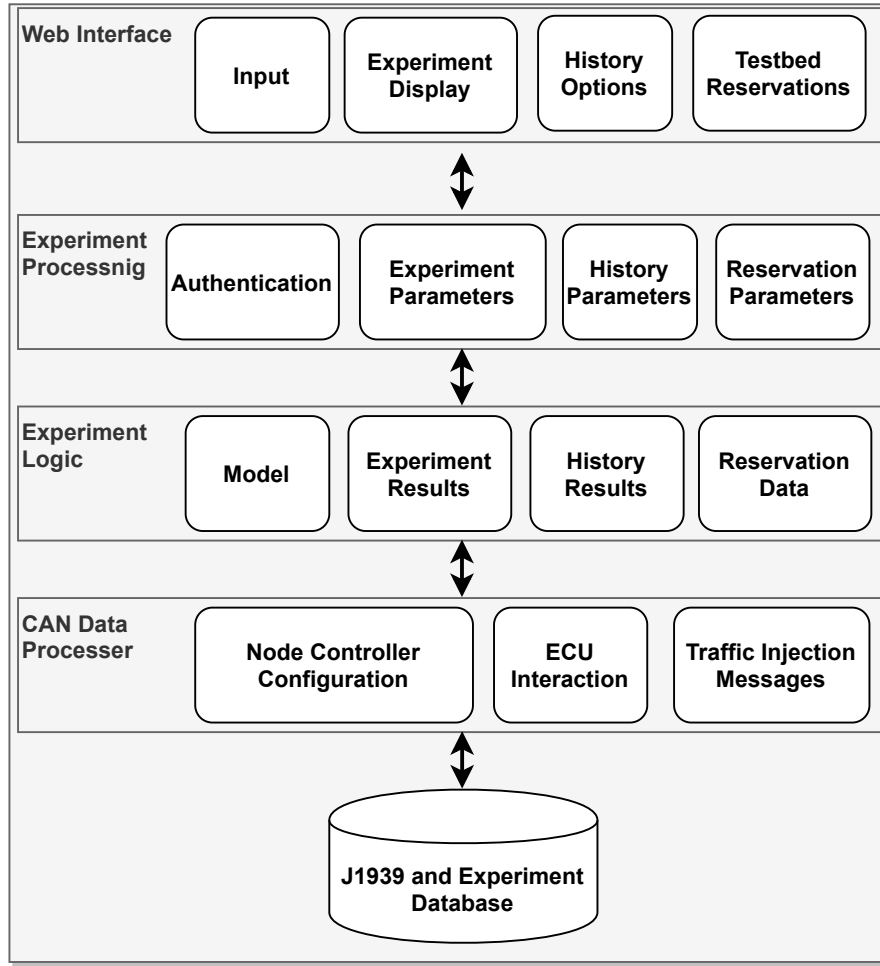 Web Interface
Input
Experiment
Display
History
Options
Testbed
Reservations
Experiment
Processnig
Authentication
Experiment
Parameters
History
Parameters
Reservation
Parameters
Experiment
Logic
Model
Experiment
Results
History
Results
Reservation
Data
CAN Data
Processer
Node Controller
Configuration
ECU
Interaction
Traffic Injection
Messages
J1939 and Experiment
Database